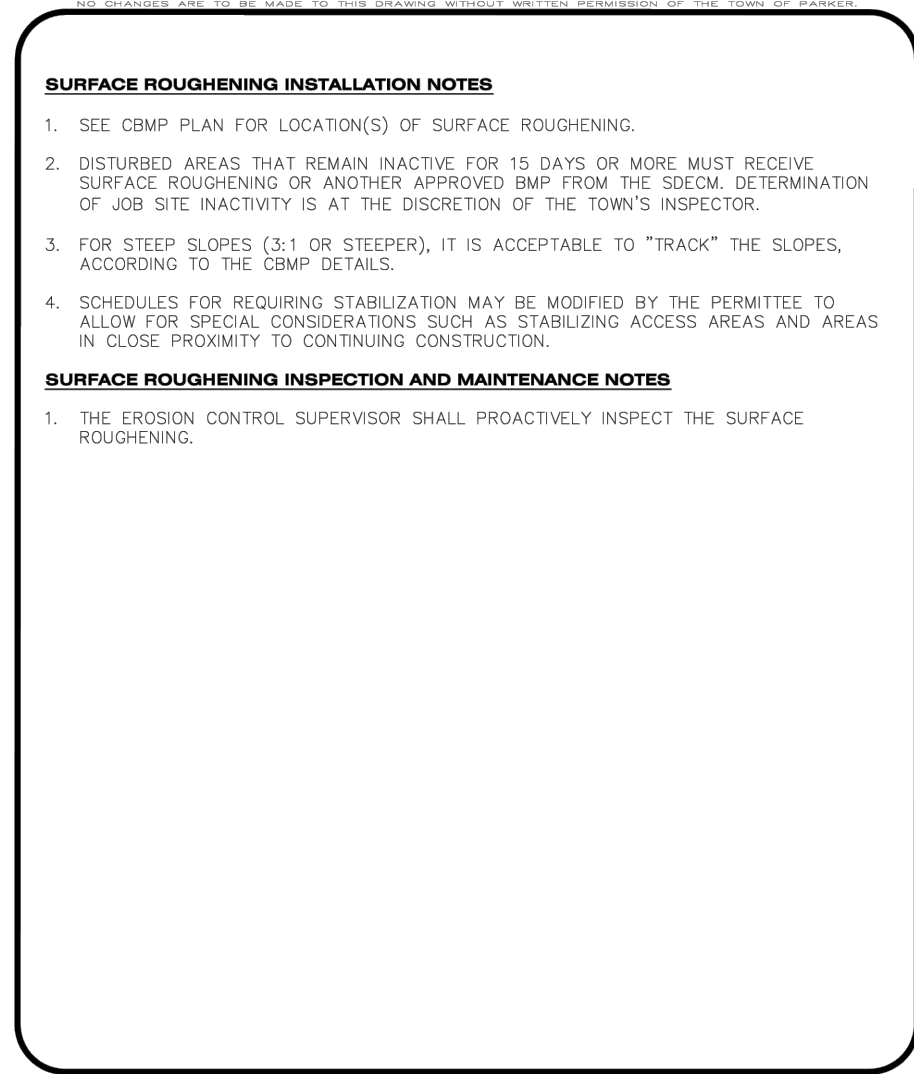 NO CHANGES ARE TO BE MADE TO THIS DRAWING WITHOUT WRITTEN PERMISSION OF THE TOWN OF PARKER.
SURFACE ROUGHENING INSTALLATION NOTES
1. SEE CBMP PLAN FOR LOCATION(S) OF SURFACE ROUGHENING.
2. DISTURBED AREAS THAT REMAIN INACTIVE FOR 15 DAYS OR MORE MUST RECEIVE
SURFACE ROUGHENING OR ANOTHER APPROVED BMP FROM THE SDECM. DETERMINATION
OF JOB SITE INACTIVITY IS AT THE DISCRETION OF THE TOWN'S INSPECTOR.
3. FOR STEEP SLOPES (3:1 OR STEEPER), IT IS ACCEPTABLE TO "TRACK" THE SLOPES,
ACCORDING TO THE CBMP DETAILS.
4. SCHEDULES FOR REQUIRING STABILIZATION MAY BE MODIFIED BY THE PERMITTEE TO
ALLOW FOR SPECIAL CONSIDERATIONS SUCH AS STABILIZING ACCESS AREAS AND AREAS
IN CLOSE PROXIMITY TO CONTINUING CONSTRUCTION.
SURFACE ROUGHENING INSPECTION AND MAINTENANCE NOTES
1. THE EROSION CONTROL SUPERVISOR SHALL PROACTIVELY INSPECT THE SURFACE
ROUGHENING.